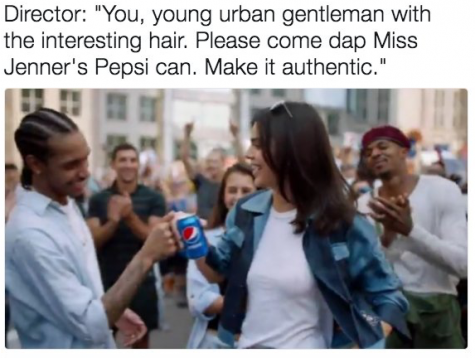 Director: "You, young urban gentleman with
the interesting hair. Please come dap Miss
Jenner's Pepsi can. Make it authentic."
pepsi